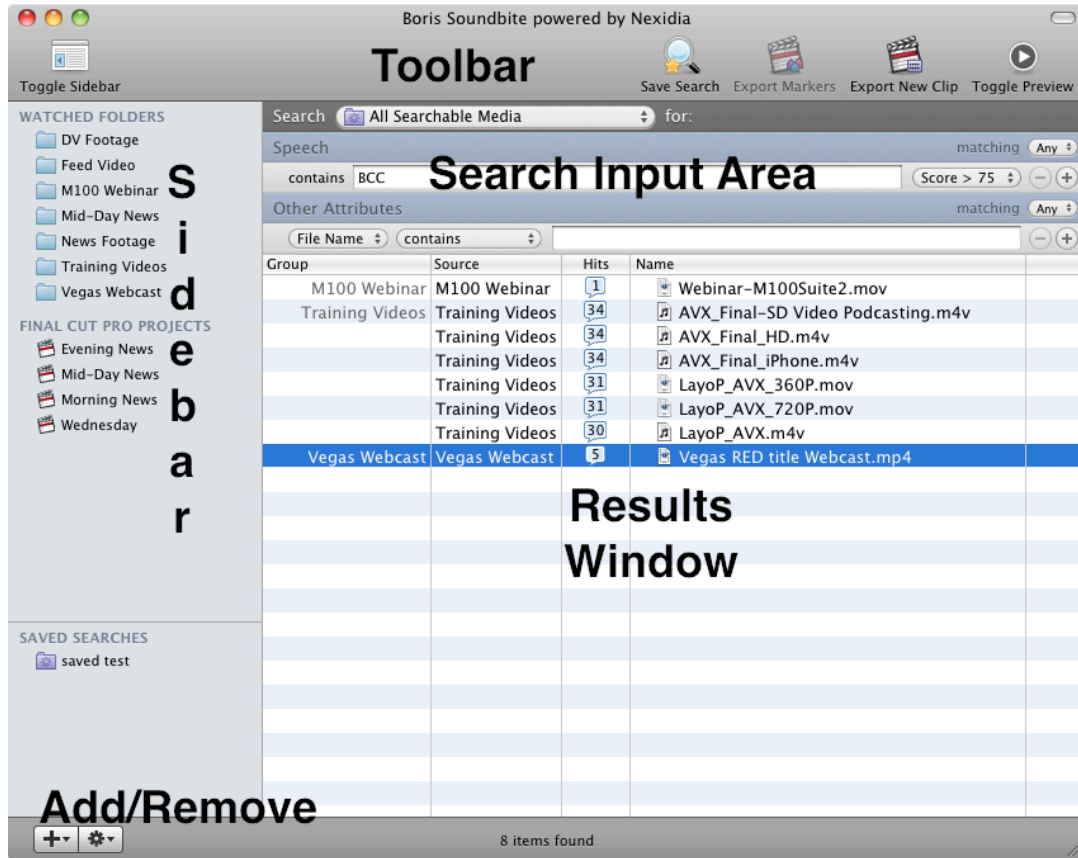 Boris Soundbite powered by Nexidia
Toolbar
Toggle Sidebar
Save Search
Export Markers
Export New Clip
Toggle Preview
WATCHED FOLDERS
DV Footage
Feed Video
M100 Webinar
Mid-Day News
News Footage
Training Videos
Vegas Webcast
FINAL CUT PRO PROJECTS
Evening News
Mid-Day News
Morning News
Wednesday
S
i
d
e
b
a
r
SAVED SEARCHES
saved test
Add/Remove
Search All Searchable Media for:
Speech matching Any
contains BCC Score > 75
Search Input Area
Other Attributes matching Any
File Name contains
Group Source Hits Name
M100 Webinar M100 Webinar 1 Webinar-M100Suite2.mov
Training Videos Training Videos 34 AVX_Final-SD Video Podcasting.m4v
Training Videos 34 AVX_Final_HD.m4v
Training Videos 34 AVX_Final_iPhone.m4v
Training Videos 31 LayoP_AVX_360P.mov
Training Videos 31 LayoP_AVX_720P.mov
Training Videos 30 LayoP_AVX.m4v
Vegas Webcast Vegas Webcast 5 Vegas RED title Webcast.mp4
Results
Window
8 items found